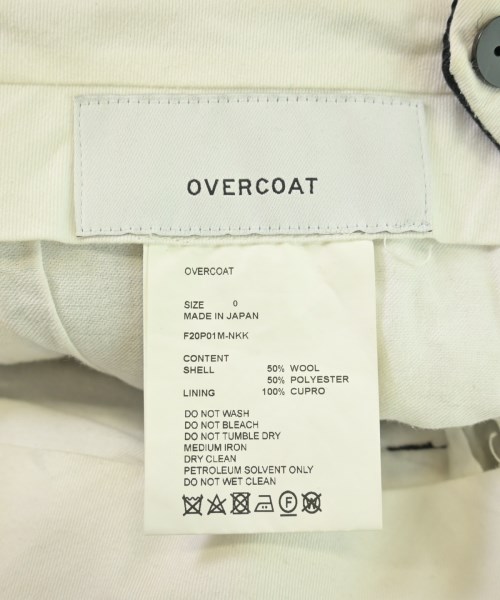 OVERCOAT
OVERCOAT
SIZE 0
MADE IN JAPAN
F20P01M-NKK
CONTENT
SHELL 50% WOOL
50% POLYESTER
LINING 100% CUPRO
DO NOT WASH
DO NOT BLEACH
DO NOT TUMBLE DRY
MEDIUM IRON
DRY CLEAN
PETROLEUM SOLVENT ONLY
DO NOT WET CLEAN
F W